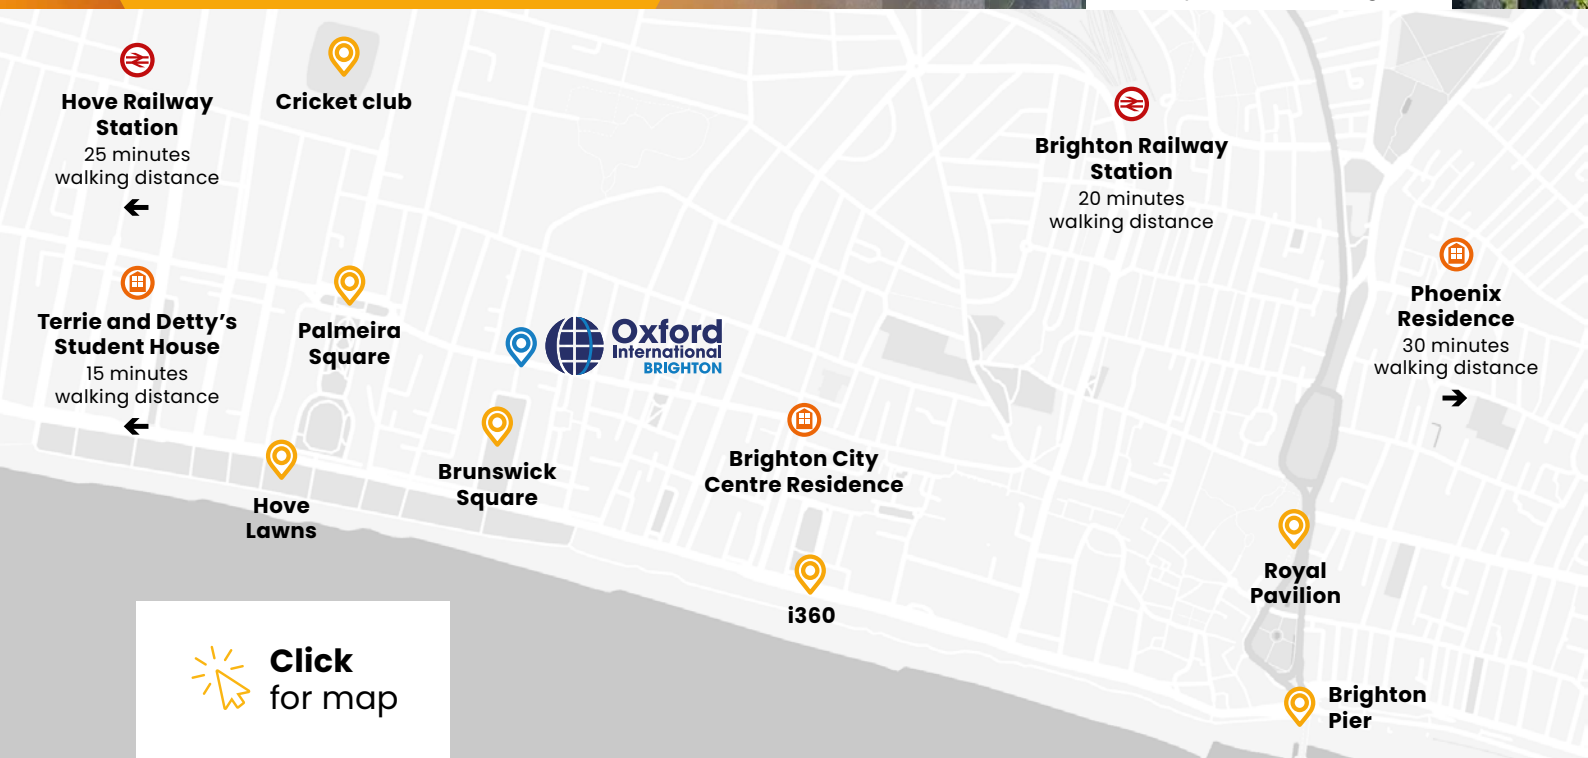 Hove Railway
Station
25 minutes
walking distance
Cricket club
Brighton Railway
Station
20 minutes
walking distance
Terrie and Detty's
Student House
15 minutes
walking distance
Palmeira
Square
Oxford
International
BRIGHTON
Phoenix
Residence
30 minutes
walking distance
Hove
Lawns
Brunswick
Square
Brighton City
Centre Residence
i360
Royal
Pavilion
Brighton
Pier
Click
for map